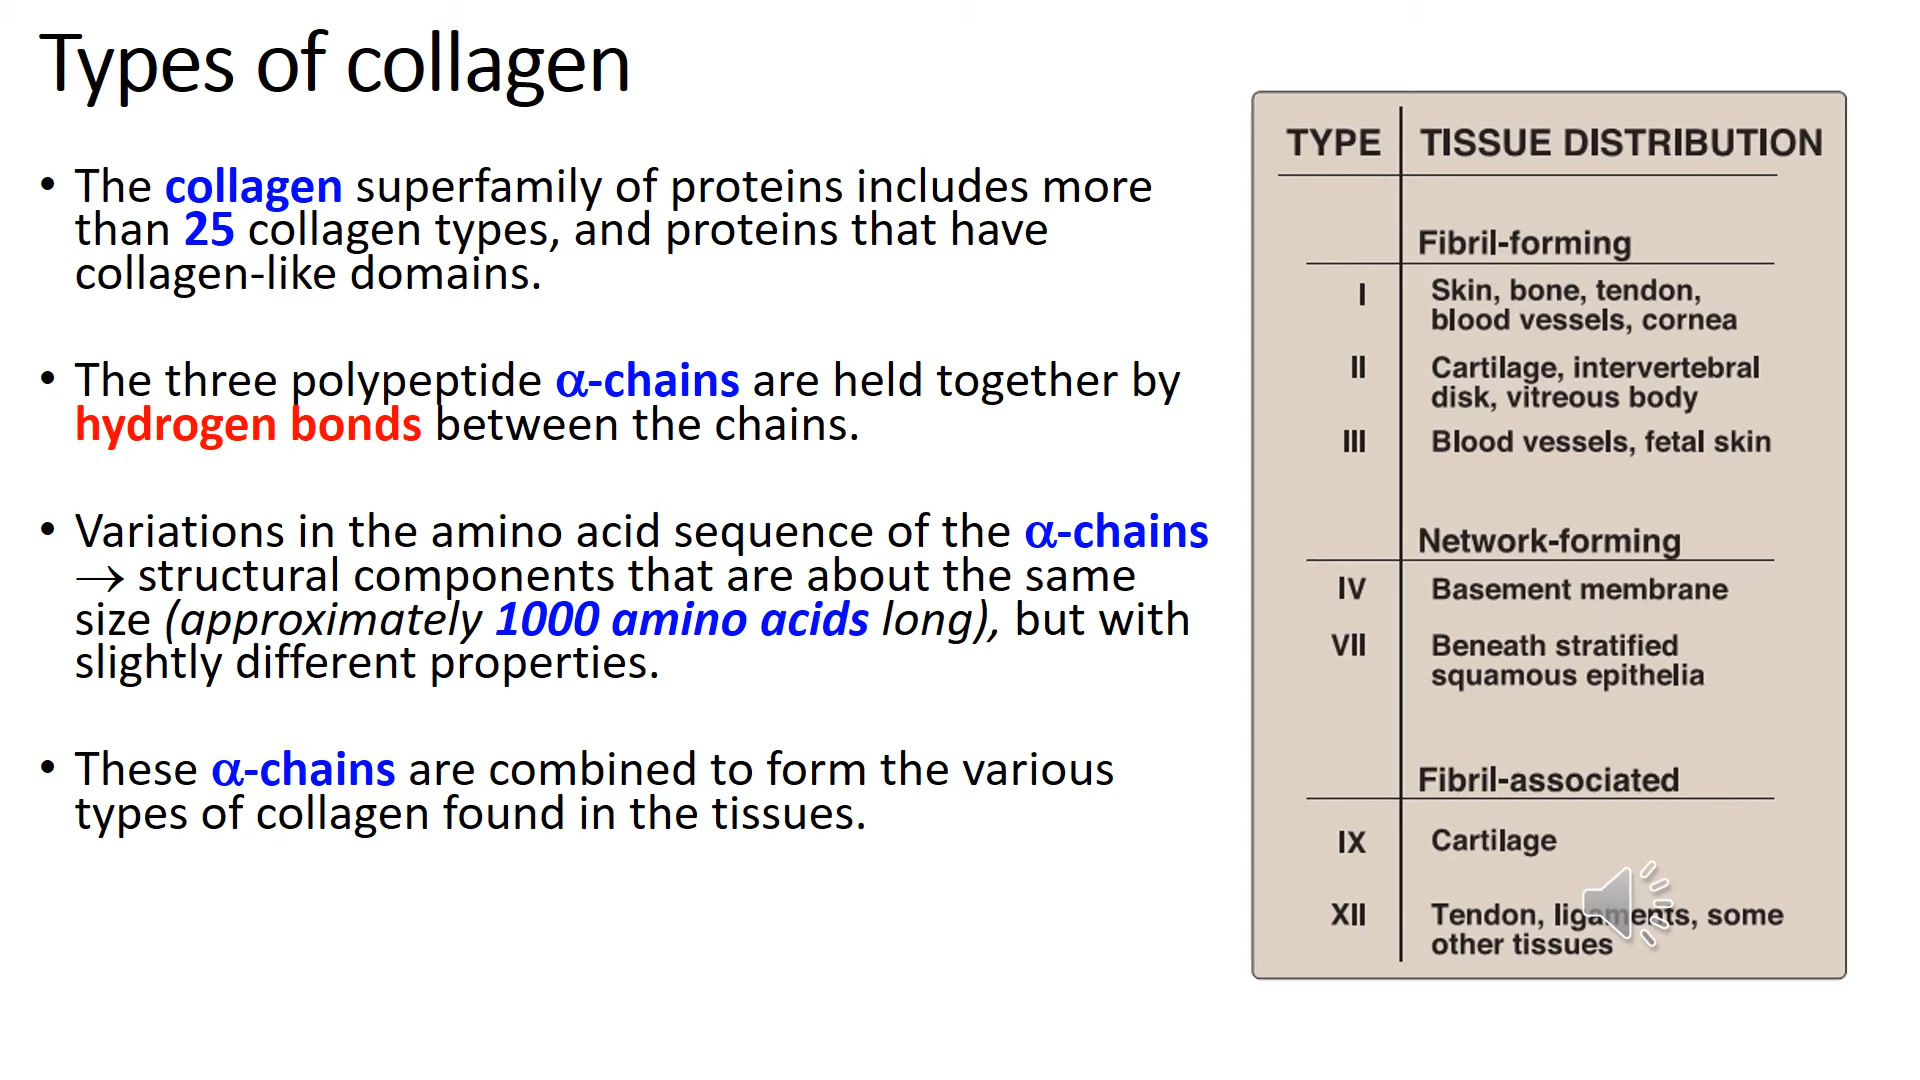 Types of collagen
• The collagen superfamily of proteins includes more
than 25 collagen types, and proteins that have
collagen-like domains.
• The three polypeptide α-chains are held together by
hydrogen bonds between the chains.
• Variations in the amino acid sequence of the α-chains
→ structural components that are about the same
size (approximately 1000 amino acids long), but with
slightly different properties.
• These α-chains are combined to form the various
types of collagen found in the tissues.
TYPE TISSUE DISTRIBUTION
Fibril-forming
I Skin, bone, tendon,
blood vessels, cornea
II Cartilage, intervertebral
disk, vitreous body
III Blood vessels, fetal skin
Network-forming
IV Basement membrane
VII Beneath stratified
squamous epithelia
Fibril-associated
IX Cartilage
XII Tendon, ligaments, some
other tissues